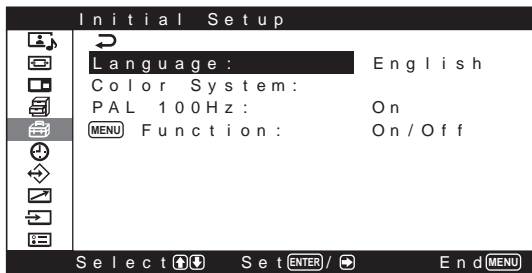 Initial Setup
Language: English
Color System:
PAL 100Hz: On
MENU Function: On/Off
Select Set ENTER / End MENU